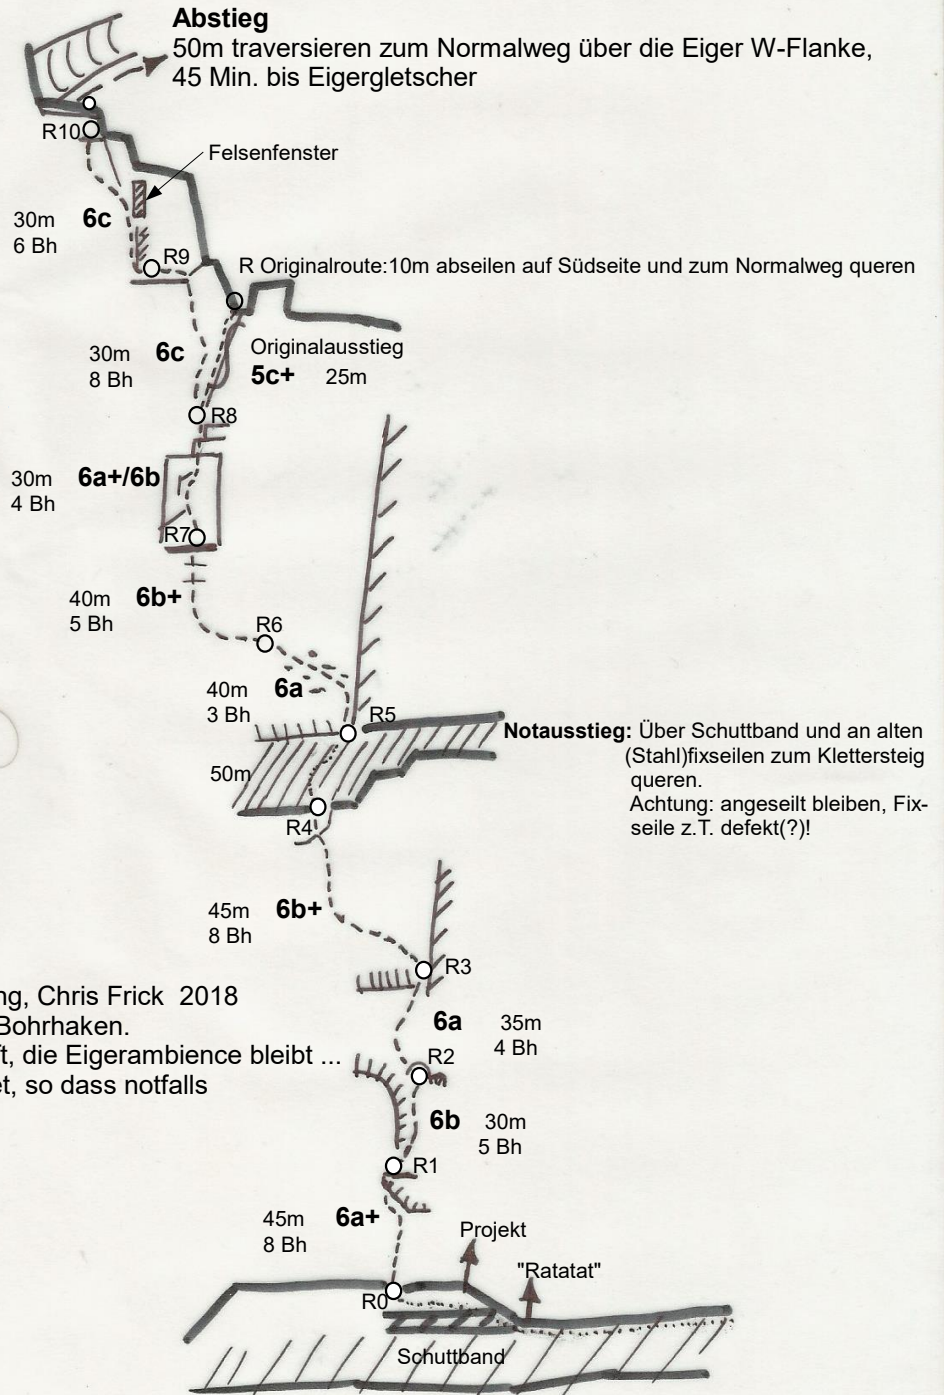 Abstieg
50m traversieren zum Normalweg über die Eiger W-Flanke,
45 Min. bis Eigergletscher
R10
Felsenfenster
30m 6c
6 Bh
R9
R Originalroute:10m abseilen auf Südseite und zum Normalweg queren
30m 6c
8 Bh
Originalausstieg
5c+ 25m
R8
30m 6a+/6b
4 Bh
R7
40m 6b+
5 Bh
R6
40m 6a
3 Bh
R5
Notausstieg: Über Schuttband und an alten
(Stahl)fixseilen zum Klettersteig
queren.
Achtung: angeseilt bleiben, Fix-
seile z.T. defekt(?)!
50m
R4
45m 6b+
8 Bh
R3
ng, Chris Frick 2018
Bohrhaken.
t, die Eigerambience bleibt ...
et, so dass notfalls
6a 35m
4 Bh
R2
6b 30m
5 Bh
R1
45m 6a+
8 Bh
Projekt
"Ratatat"
R0
Schuttband